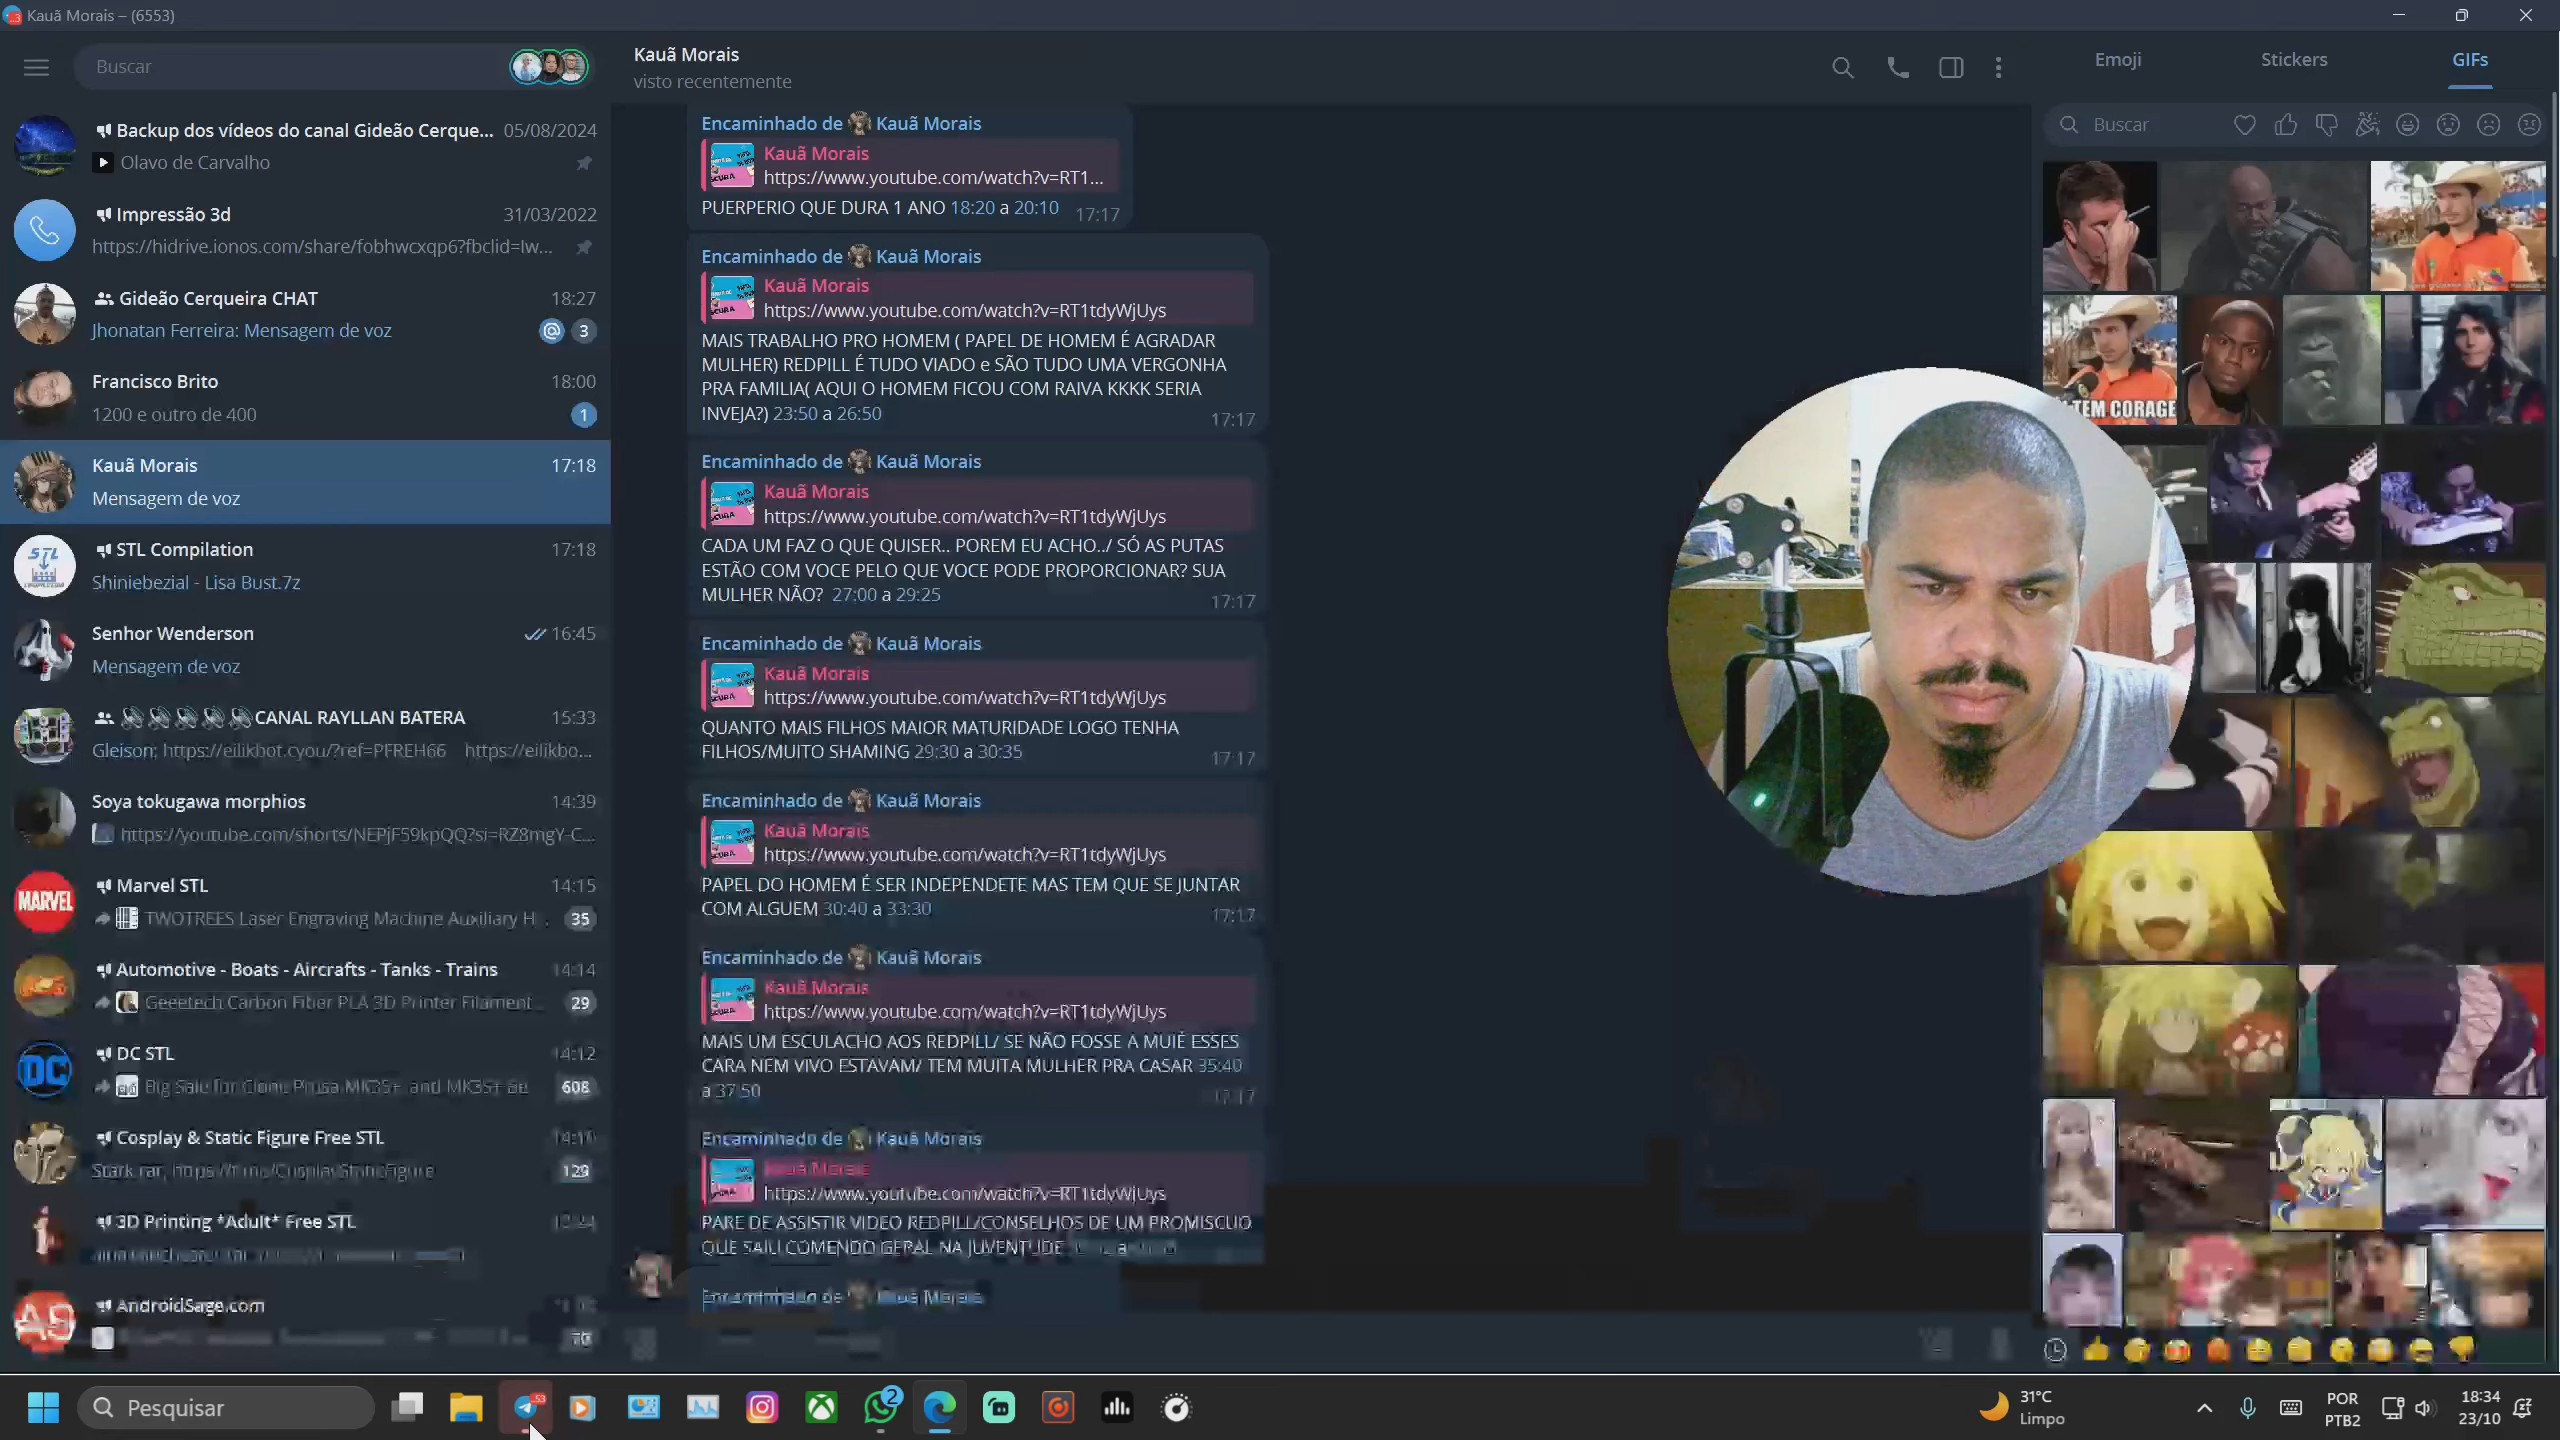 Kauã Morais – (6553)
Buscar
Backup dos vídeos do canal Gideão Cerque... 05/08/2024
Olavo de Carvalho
Impressão 3d 31/03/2022
https://hidrive.ionos.com/share/fobhwcxqp6?fbclid=Iw...
Gideão Cerqueira CHAT 18:27
Jhonatan Ferreira: Mensagem de voz @ 3
Francisco Brito 18:00
1200 e outro de 400 1
Kauã Morais 17:18
Mensagem de voz
STL Compilation 17:18
Shiniebezial - Lisa Bust.7z
Senhor Wenderson 16:45
Mensagem de voz
CANAL RAYLLAN BATERA 15:33
Gleison: https://eilikbot.cyou/?ref=PFREH66 https://eilikbo...
Soya tokugawa morphios 14:39
https://youtube.com/shorts/NEPjF59kpQQ?si=RZ8mgY-C...
Marvel STL 14:15
TWOTREES Laser Engraving Machine Auxiliary H... 35
Automotive - Boats - Aircrafts - Tanks - Trains 14:14
Geeetech Carbon Fiber PLA 3D Printer Filament... 29
DC STL 14:12
Big Sale for Clone Prusa MK3S+ and MK3S+ Se 608
Cosplay & Static Figure Free STL
Stark.rar, https://t.me/CosplayStaticFigure 129
3D Printing *Adult* Free STL
AndroidSage.com
Kauã Morais
visto recentemente
Encaminhado de Kauã Morais
Kauã Morais
https://www.youtube.com/watch?v=RT1...
PUERPERIO QUE DURA 1 ANO 18:20 a 20:10 17:17
Encaminhado de Kauã Morais
Kauã Morais
https://www.youtube.com/watch?v=RT1tdyWjUys
MAIS TRABALHO PRO HOMEM ( PAPEL DE HOMEM É AGRADAR
MULHER) REDPILL É TUDO VIADO e SÃO TUDO UMA VERGONHA
PRA FAMILIA( AQUI O HOMEM FICOU COM RAIVA KKKK SERIA
INVEJA?) 23:50 a 26:50 17:17
Encaminhado de Kauã Morais
Kauã Morais
https://www.youtube.com/watch?v=RT1tdyWjUys
CADA UM FAZ O QUE QUISER.. POREM EU ACHO../ SÓ AS PUTAS
ESTÃO COM VOCE PELO QUE VOCE PODE PROPORCIONAR? SUA
MULHER NÃO? 27:00 a 29:25 17:17
Encaminhado de Kauã Morais
Kauã Morais
https://www.youtube.com/watch?v=RT1tdyWjUys
QUANTO MAIS FILHOS MAIOR MATURIDADE LOGO TENHA
FILHOS/MUITO SHAMING 29:30 a 30:35 17:17
Encaminhado de Kauã Morais
Kauã Morais
https://www.youtube.com/watch?v=RT1tdyWjUys
PAPEL DO HOMEM É SER INDEPENDETE MAS TEM QUE SE JUNTAR
COM ALGUEM 30:40 a 33:30 17:17
Encaminhado de Kauã Morais
Kauã Morais
https://www.youtube.com/watch?v=RT1tdyWjUys
MAIS UM ESCULACHO AOS REDPILL/ SE NÃO FOSSE A MUIÉ ESSES
CARA NEM VIVO ESTAVAM/ TEM MUITA MULHER PRA CASAR 35:40
a 37:50 17:17
Encaminhado de Kauã Morais
Kauã Morais
https://www.youtube.com/watch?v=RT1tdyWjUys
PARE DE ASSISTIR VIDEO REDPILL/CONSELHOS DE UM PROMISCUO
QUE SAIU COMENDO GERAL NA JUVENTUDE
Encaminhado de Kauã Morais
Emoji Stickers GIFs
Buscar
TEM CORAGE
MARVEL
DC
Pesquisar
53
2
31°C
Limpo
POR
PTB2
18:34
23/10